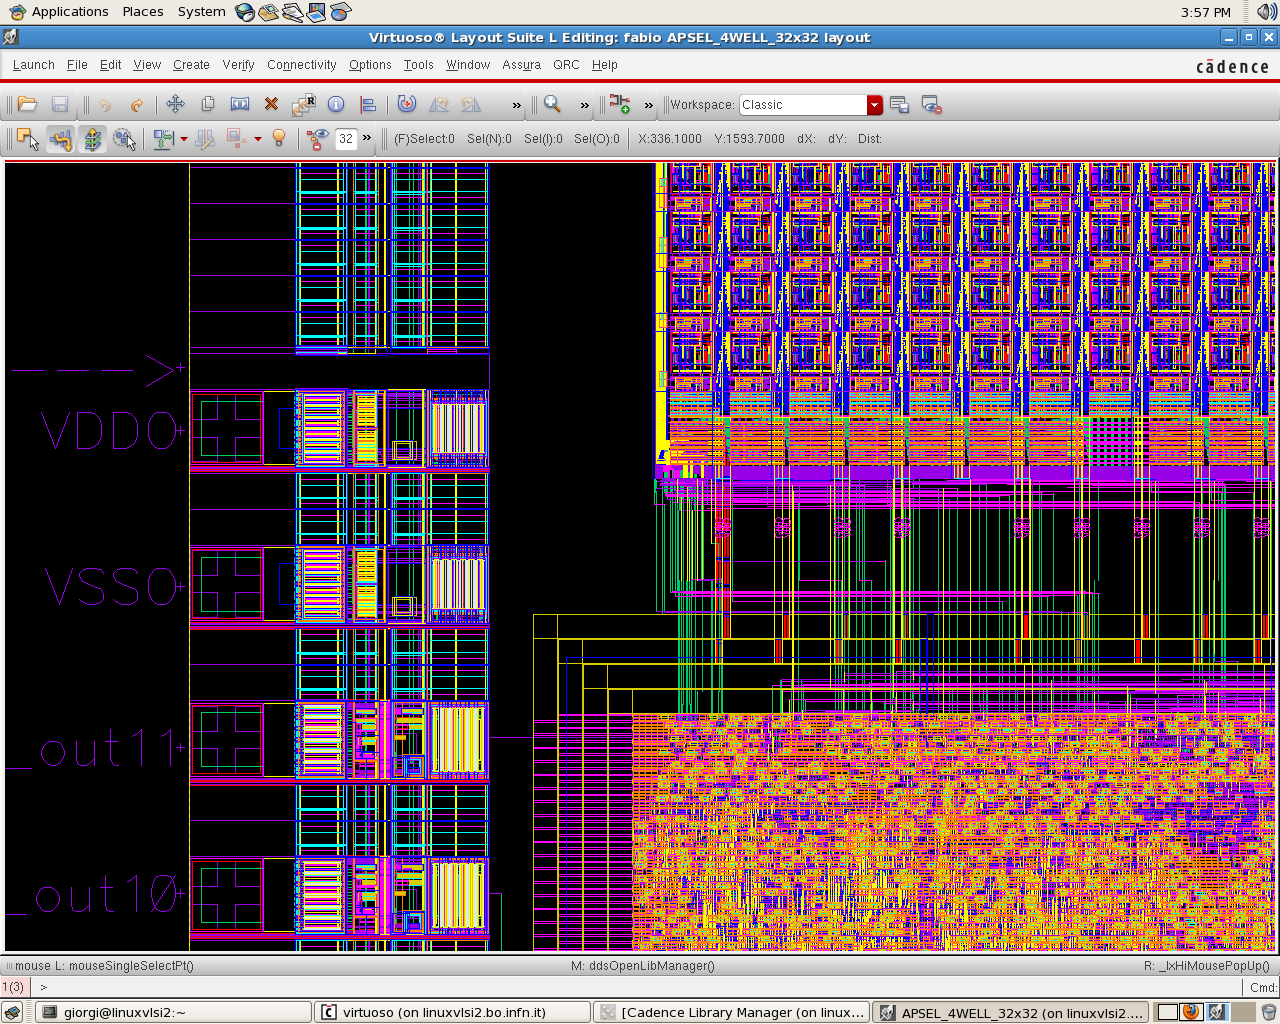 Applications Places System 3:57 PM
Virtuoso® Layout Suite L Editing: fabio APSEL_4WELL_32x32 layout
Launch File Edit View Create Verify Connectivity Options Tools Window Assura QRC Help cādence
» » » Workspace: Classic
32 » (F)Select:0 Sel(N):0 Sel(I):0 Sel(O):0 X:336.1000 Y:1593.7000 dX: dY: Dist:
VDDO
VSSO
_out11
_out10
mouse L: mouseSingleSelectPt() M: ddsOpenLibManager() R: _lxHiMousePopUp()
1(3) > Cmd:
giorgi@linuxvlsi2:~ virtuoso (on linuxvlsi2.bo.infn.it) [Cadence Library Manager (on linux... APSEL_4WELL_32x32 (on linuxvlsi2....